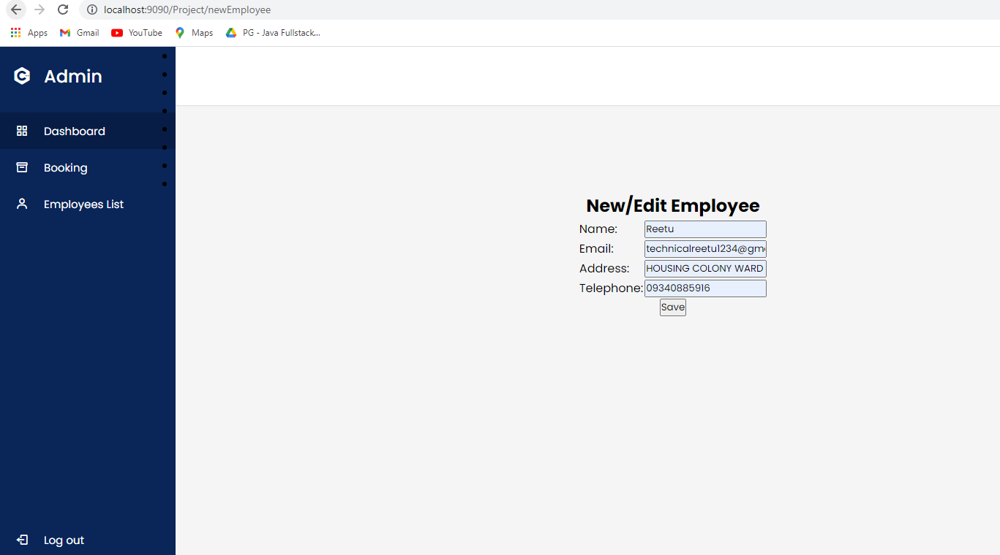 localhost:9090/Project/newEmployee
Apps Gmail YouTube Maps PG - Java Fullstack...
Admin
Dashboard
Booking
Employees List
New/Edit Employee
Name: Reetu
Email: technicalreetu1234@gm
Address: HOUSING COLONY WARD
Telephone: 09340885916
Save
Log out